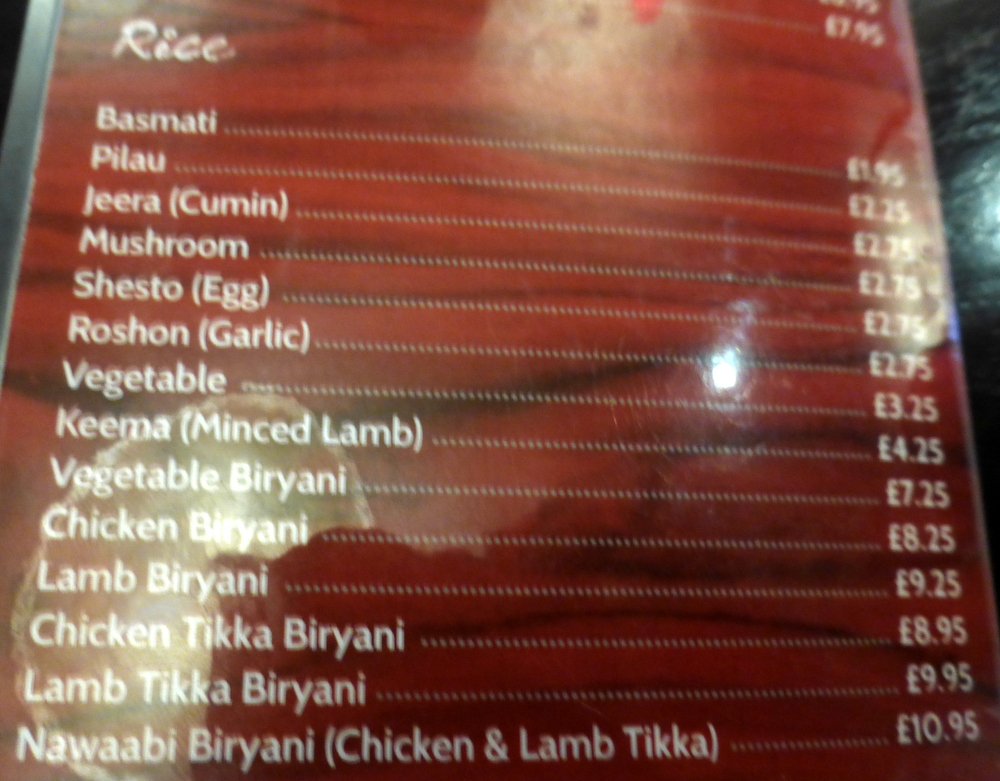 £7.95
Rice
Basmati £1.95
Pilau £2.25
Jeera (Cumin) £2.75
Mushroom £2.75
Shesto (Egg) £2.75
Roshon (Garlic) £2.75
Vegetable £3.25
Keema (Minced Lamb) £4.25
Vegetable Biryani £7.25
Chicken Biryani £8.25
Lamb Biryani £9.25
Chicken Tikka Biryani £8.95
Lamb Tikka Biryani £9.95
Nawaabi Biryani (Chicken & Lamb Tikka) £10.95